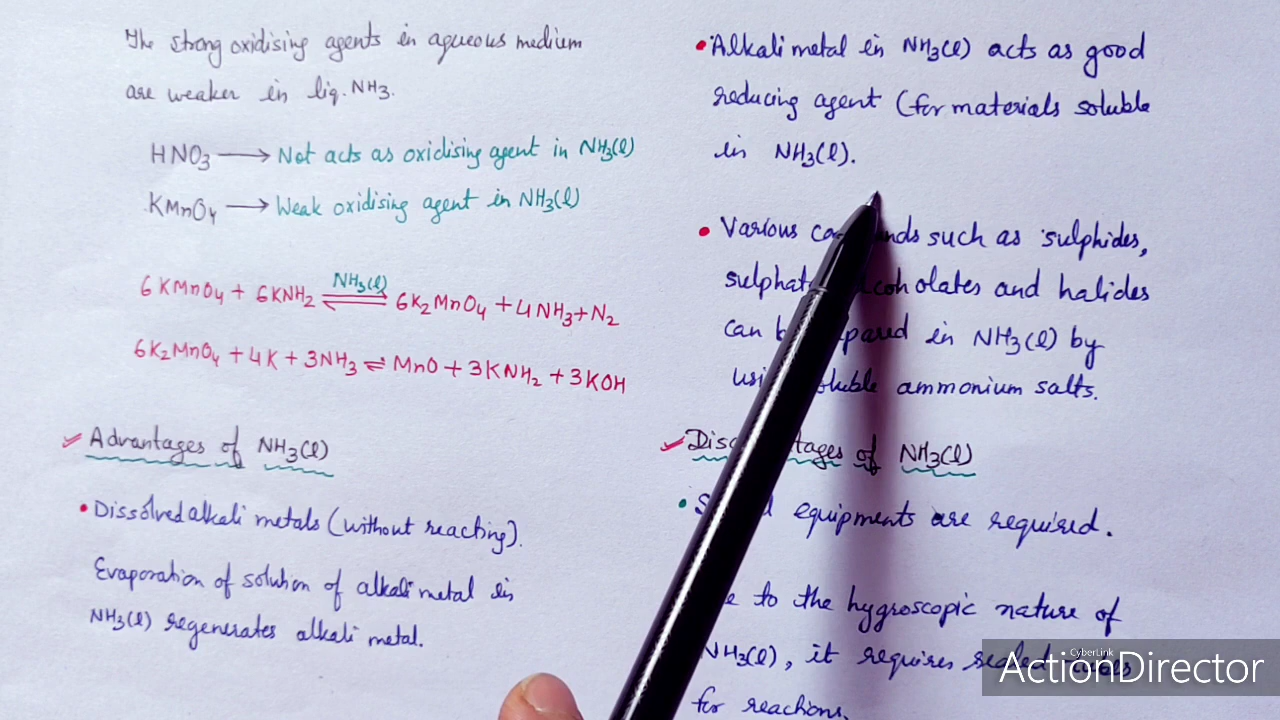 The strong oxidising agents in aqueous medium
are weaker in liq. NH3.
HNO3 → Not acts as oxidising agent in NH3(l)
KMnO4 → Weak oxidising agent in NH3(l)
NH3(l)
6KMnO4 + 6KNH2 ⇌ 6K2MnO4 + 4NH3 + N2
6K2MnO4 + 4K + 3NH3 ⇌ MnO + 3KNH2 + 3KOH
✓ Advantages of NH3(l)
• Dissolved alkali metals (without reacting).
Evaporation of solution of alkali metal in
NH3(l) regenerates alkali metal.
• Alkali metal in NH3(l) acts as good
reducing agent (for materials soluble
in NH3(l).
• Various such as sulphides,
and halides
can in NH3(l) by
ammonium salts.
✓ of NH3(l)
• equipments are required.
to the hygroscopic nature of
NH3(l), it requires
for reactions.
CyberLink
ActionDirector